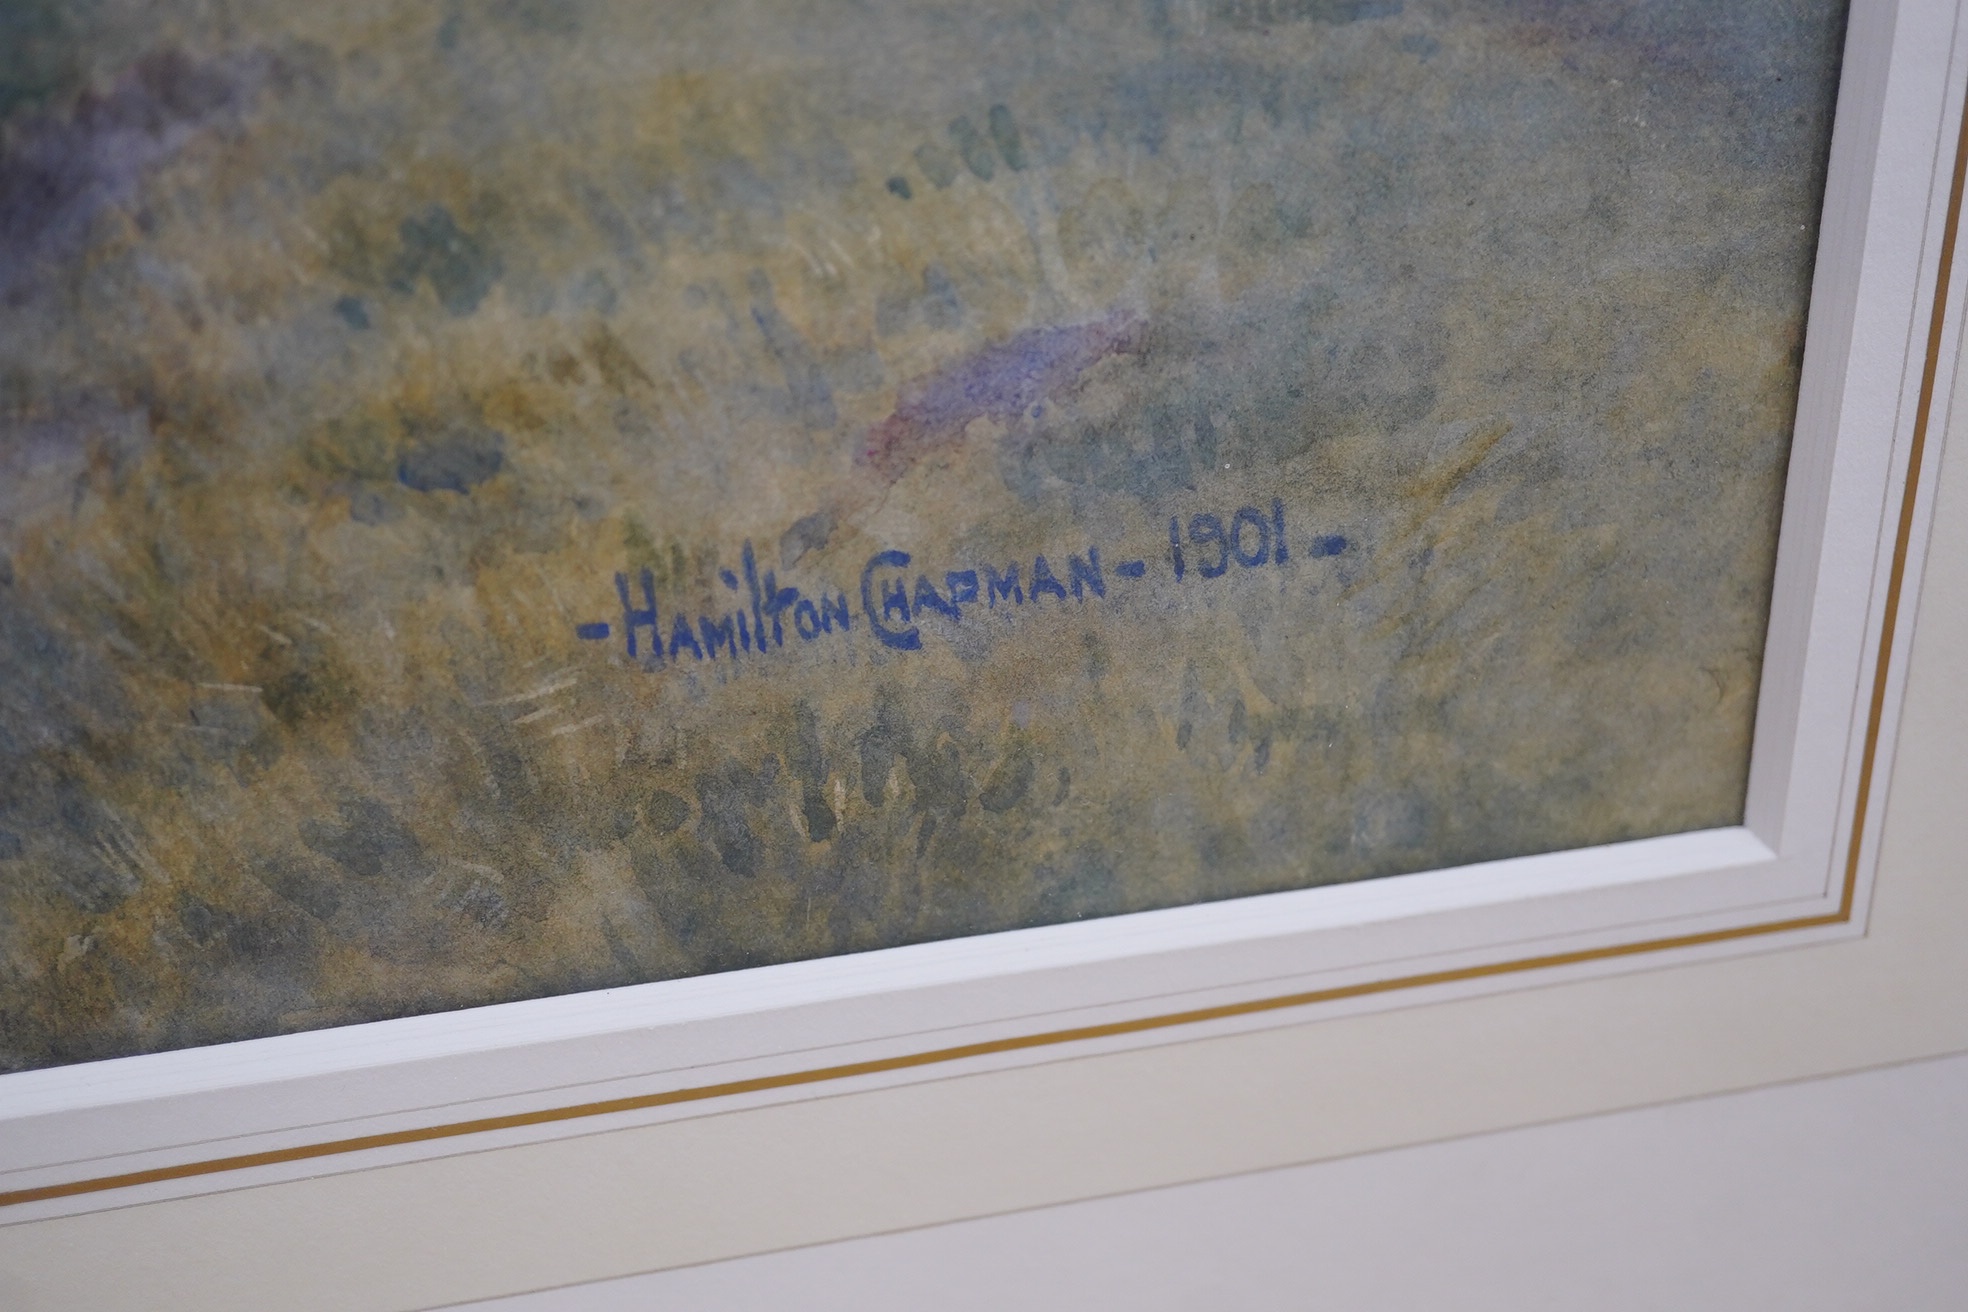 - HAMILTON CHAPMAN - 1901 -